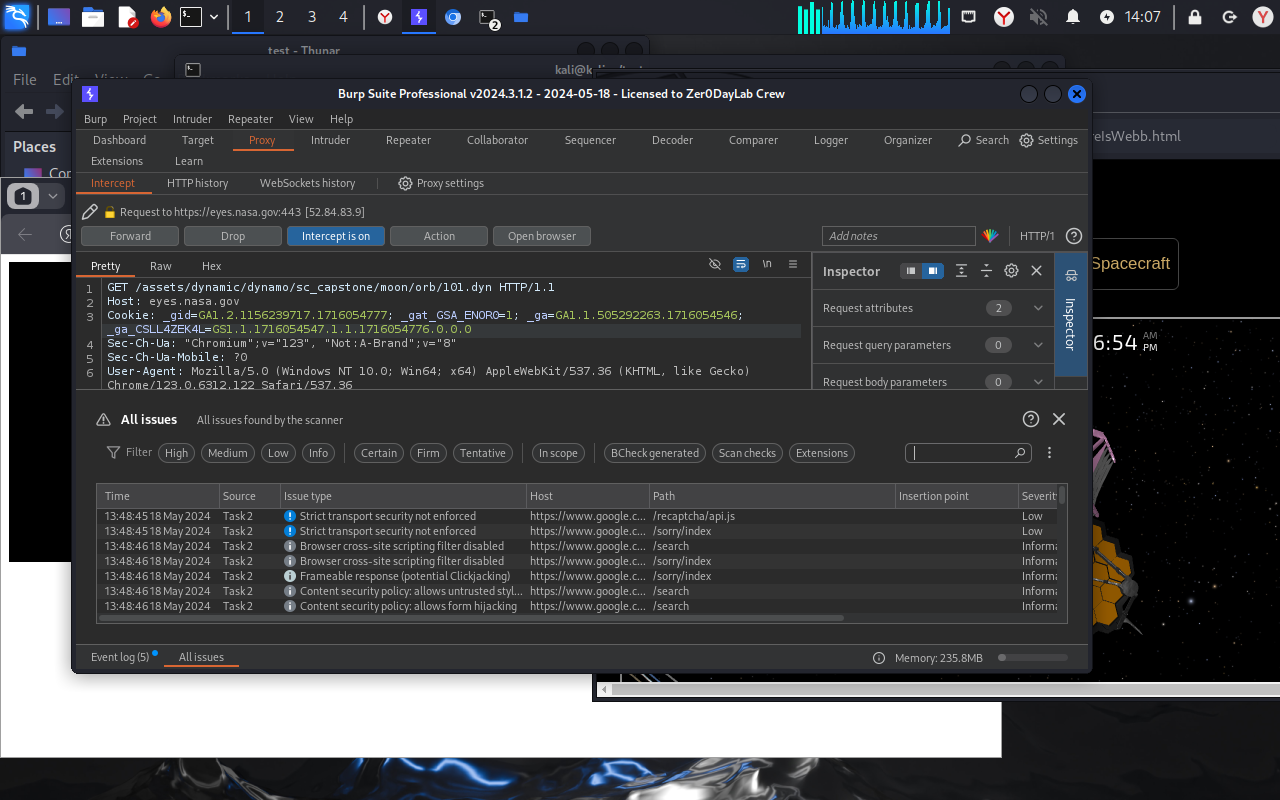 1 2 3 4 2 14:07
test - Thunar
File Edit View Go
Places
kali@k
Burp Suite Professional v2024.3.1.2 - 2024-05-18 - Licensed to Zer0DayLab Crew
Burp Project Intruder Repeater View Help
Dashboard Target Proxy Intruder Repeater Collaborator Sequencer Decoder Comparer Logger Organizer Search Settings
Extensions Learn
Intercept HTTP history WebSockets history Proxy settings
Request to https://eyes.nasa.gov:443 [52.84.83.9]
Forward Drop Intercept is on Action Open browser Add notes HTTP/1
Pretty Raw Hex \n Inspector
1 GET /assets/dynamic/dynamo/sc_capstone/moon/orb/101.dyn HTTP/1.1
2 Host: eyes.nasa.gov
3 Cookie: _gid=GA1.2.1156239717.1716054777; _gat_GSA_ENOR0=1; _ga=GA1.1.505292263.1716054546;
_ga_CSLL4ZEK4L=GS1.1.1716054547.1.1.1716054776.0.0.0
4 Sec-Ch-Ua: "Chromium";v="123", "Not:A-Brand";v="8"
5 Sec-Ch-Ua-Mobile: ?0
6 User-Agent: Mozilla/5.0 (Windows NT 10.0; Win64; x64) AppleWebKit/537.36 (KHTML, like Gecko)
Chrome/123.0.6312.122 Safari/537.36
Request attributes 2
Request query parameters 0
Request body parameters 0
Inspector
All issues All issues found by the scanner
Filter High Medium Low Info Certain Firm Tentative In scope BCheck generated Scan checks Extensions
Time Source Issue type Host Path Insertion point Severit
13:48:45 18 May 2024 Task 2 Strict transport security not enforced https://www.google.c... /recaptcha/api.js Low
13:48:45 18 May 2024 Task 2 Strict transport security not enforced https://www.google.c... /sorry/index Low
13:48:46 18 May 2024 Task 2 Browser cross-site scripting filter disabled https://www.google.c... /search Informa
13:48:46 18 May 2024 Task 2 Browser cross-site scripting filter disabled https://www.google.c... /sorry/index Informa
13:48:46 18 May 2024 Task 2 Frameable response (potential Clickjacking) https://www.google.c... /sorry/index Informa
13:48:46 18 May 2024 Task 2 Content security policy: allows untrusted styl... https://www.google.c... /search Informa
13:48:46 18 May 2024 Task 2 Content security policy: allows form hijacking https://www.google.c... /search Informa
Event log (5) All issues Memory: 235.8MB
1
reIsWebb.html
Spacecraft
6:54 AM
PM